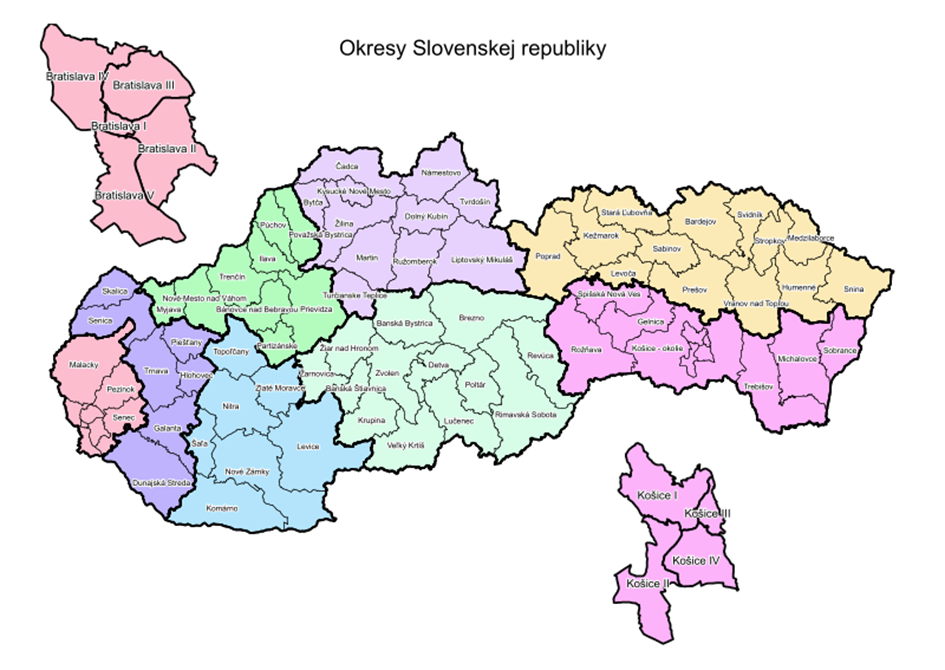 Okresy Slovenskej republiky
Bratislava IV
Bratislava III
Bratislava I
Bratislava II
Bratislava V
Čadca
Námestovo
Kysucké Nové Mesto
Bytča
Tvrdošín
Dolný Kubín
Žilina
Púchov
Považská Bystrica
Martin
Ružomberok
Liptovský Mikuláš
Ilava
Trenčín
Turčianske Teplice
Nové Mesto nad Váhom
Myjava
Bánovce nad Bebravou
Prievidza
Partizánske
Stará Ľubovňa
Bardejov
Svidník
Stropkov
Medzilaborce
Kežmarok
Sabinov
Poprad
Levoča
Prešov
Humenné
Snina
Vranov nad Topľou
Skalica
Senica
Piešťany
Trnava
Hlohovec
Galanta
Dunajská Streda
Malacky
Pezinok
Senec
Topoľčany
Zlaté Moravce
Nitra
Šaľa
Levice
Nové Zámky
Komárno
Banská Bystrica
Brezno
Žiar nad Hronom
Žarnovica
Banská Štiavnica
Zvolen
Detva
Revúca
Poltár
Krupina
Lučenec
Rimavská Sobota
Veľký Krtíš
Spišská Nová Ves
Gelnica
Rožňava
Košice - okolie
Michalovce
Sobrance
Trebišov
Košice I
Košice III
Košice IV
Košice II